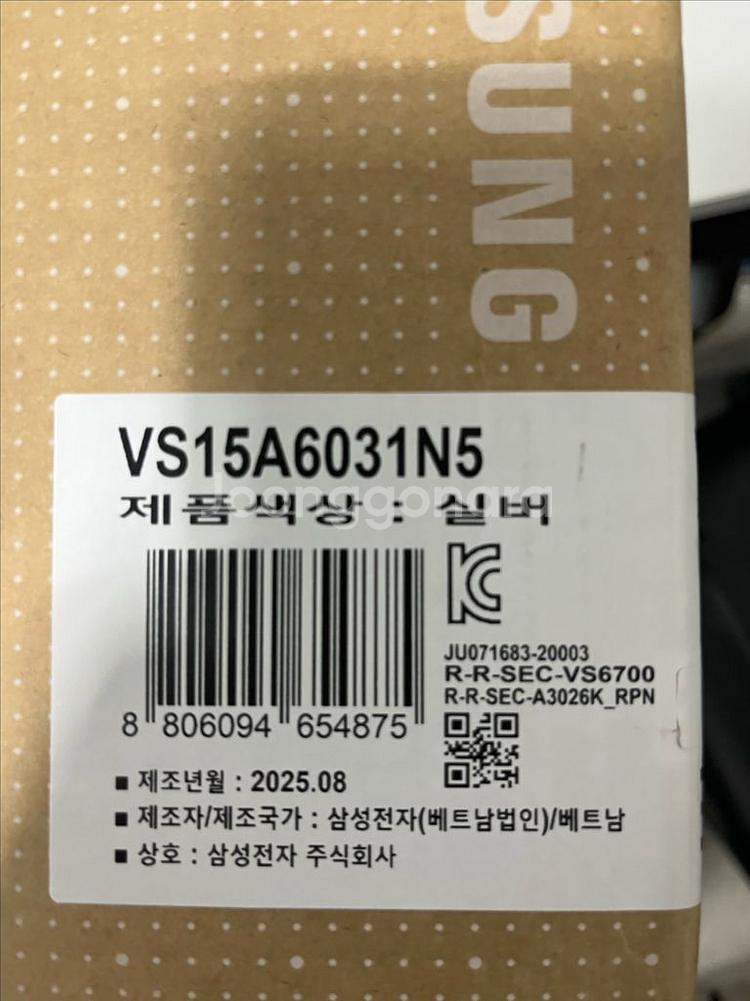 SUNG
VS15A6031N5
제품색상 : 실버
joonggonara
8 806094 654875
JU071683-20003
R-R-SEC-VS6700
R-R-SEC-A3026K_RPN
■ 제조년월 : 2025.08
■ 제조자/제조국가 : 삼성전자(베트남법인)/베트남
■ 상호 : 삼성전자 주식회사